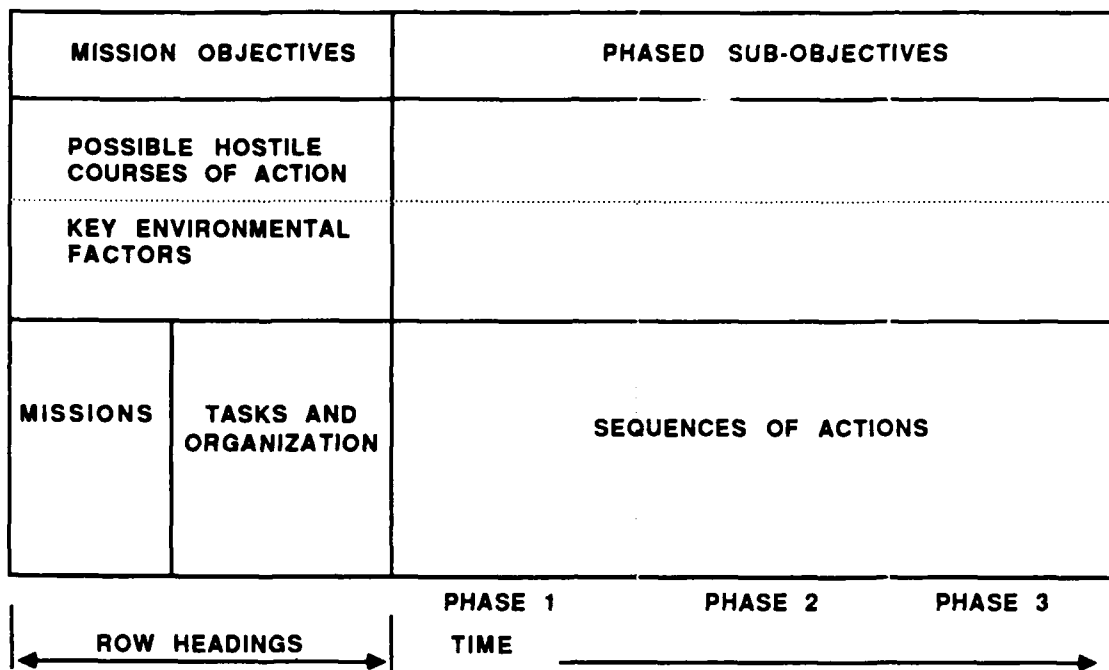 MISSION OBJECTIVES
PHASED SUB-OBJECTIVES
POSSIBLE HOSTILE
COURSES OF ACTION
KEY ENVIRONMENTAL
FACTORS
MISSIONS
TASKS AND
ORGANIZATION
SEQUENCES OF ACTIONS
PHASE 1
PHASE 2
PHASE 3
ROW HEADINGS
TIME